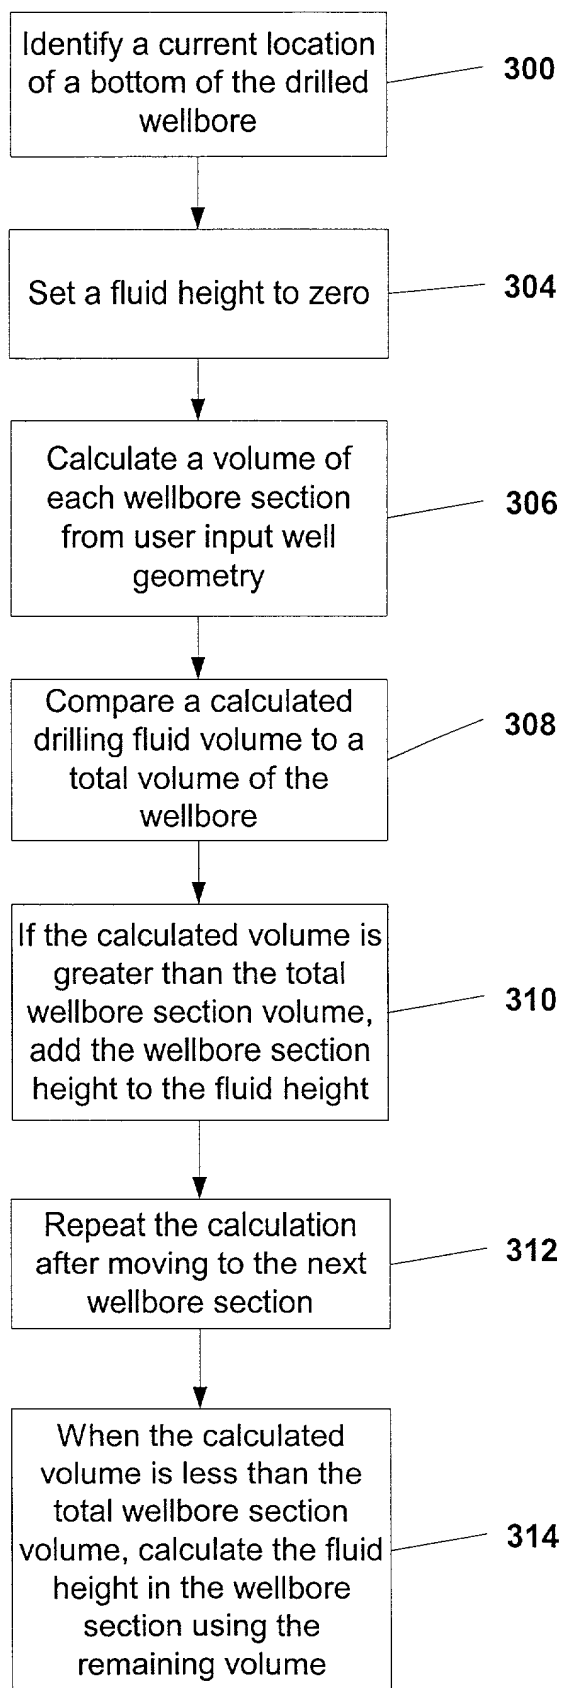 Identify a current location
of a bottom of the drilled
wellbore
300
Set a fluid height to zero
304
Calculate a volume of
each wellbore section
from user input well
geometry
306
Compare a calculated
drilling fluid volume to a
total volume of the
wellbore
308
If the calculated volume is
greater than the total
wellbore section volume,
add the wellbore section
height to the fluid height
310
Repeat the calculation
after moving to the next
wellbore section
312
When the calculated
volume is less than the
total wellbore section
volume, calculate the fluid
height in the wellbore
section using the
remaining volume
314